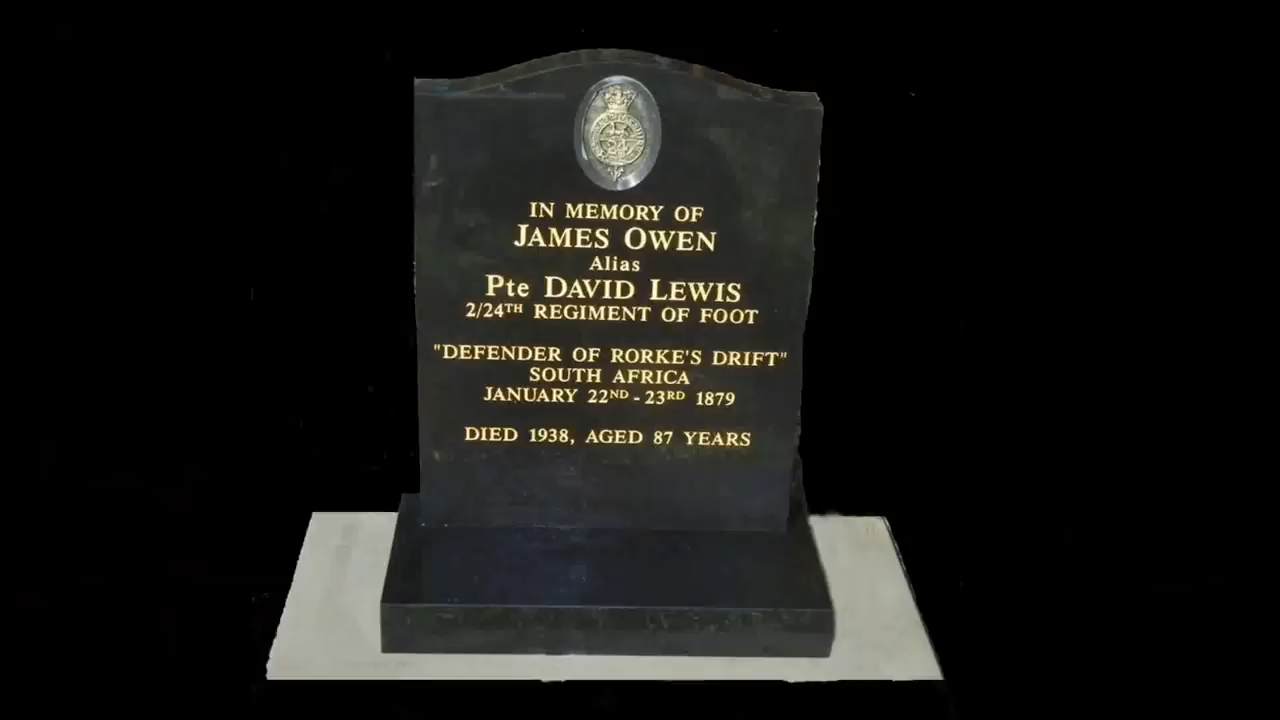 IN MEMORY OF
JAMES OWEN
Alias
Pte DAVID LEWIS
2/24TH REGIMENT OF FOOT
"DEFENDER OF RORKE'S DRIFT"
SOUTH AFRICA
JANUARY 22ND - 23RD 1879
DIED 1938, AGED 87 YEARS